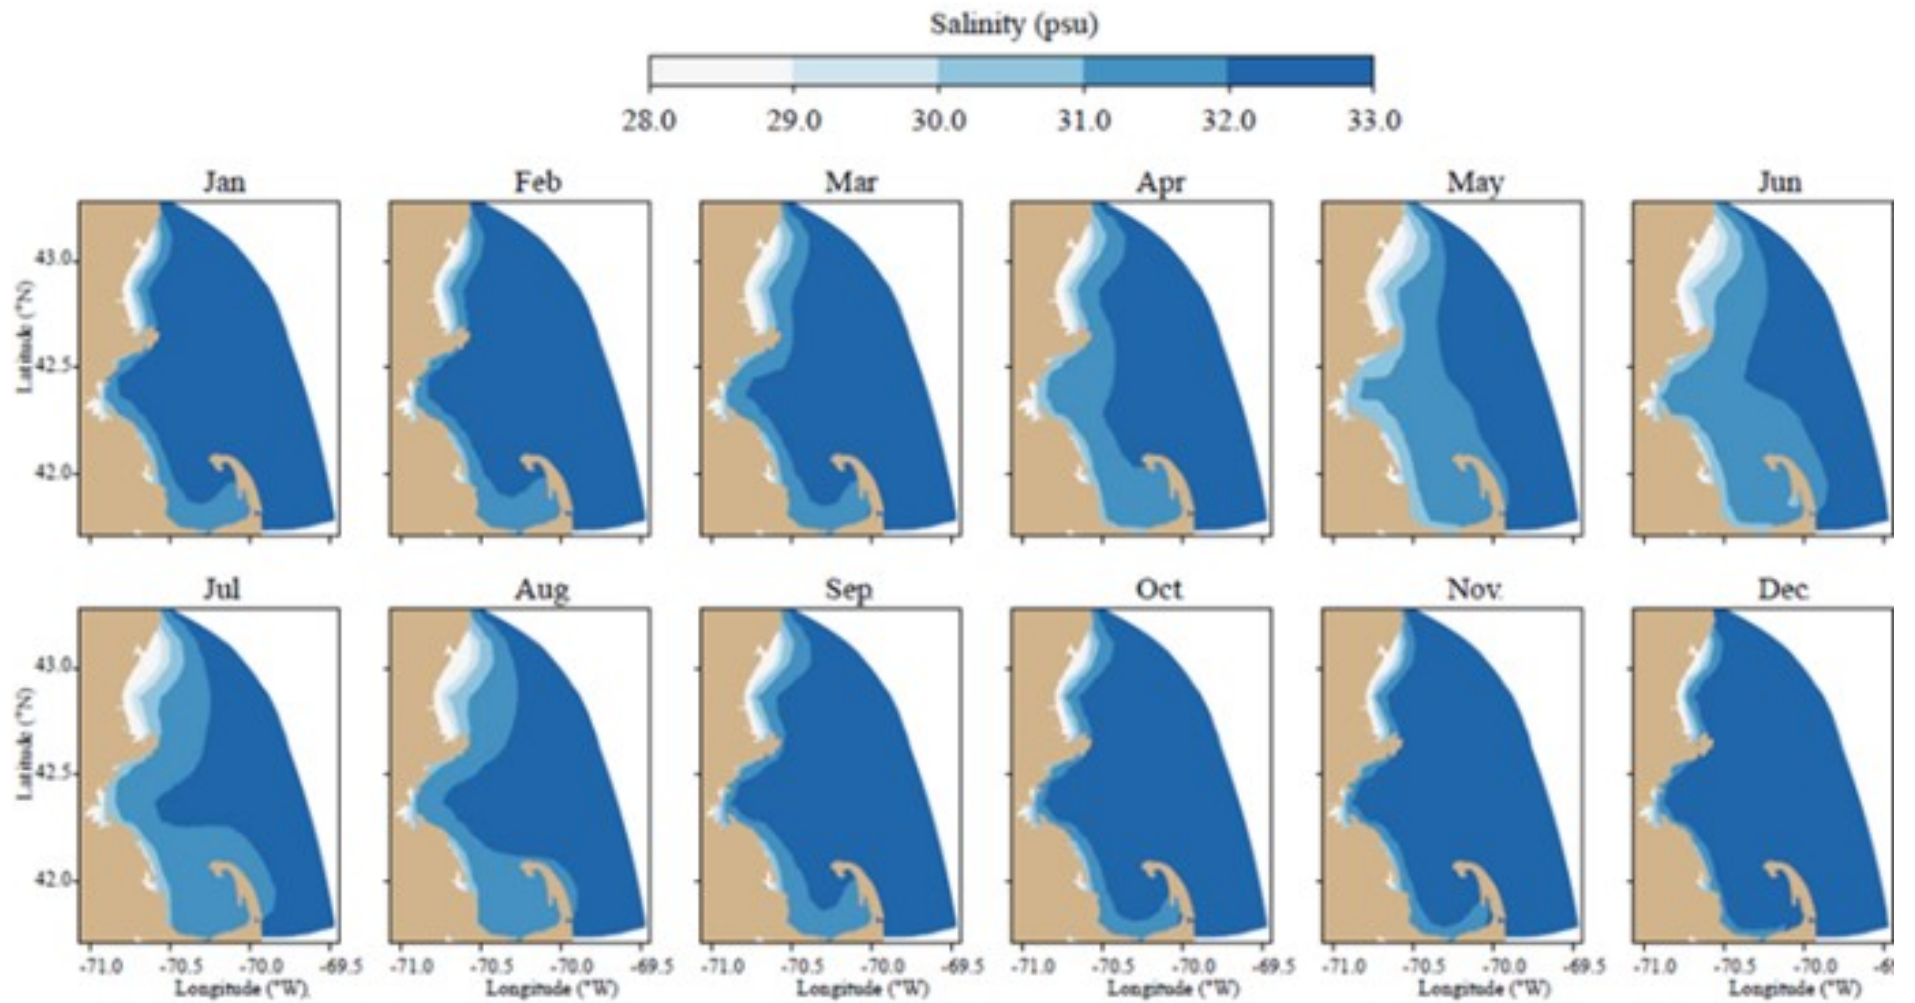 Salinity (psu)
28.0 29.0 30.0 31.0 32.0 33.0
Jan Feb Mar Apr May Jun
Latitude (°N)
43.0
42.5
42.0
Jul Aug Sep Oct Nov. Dec
Latitude (°N)
43.0
42.5
42.0
-71.0 -70.5 -70.0 -69.5 -71.0 -70.5 -70.0 -69.5 -71.0 -70.5 -70.0 -69.5 -71.0 -70.5 -70.0 -69.5 -71.0 -70.5 -70.0 -69.5 -71.0 -70.5 -70.0
Longitude (°W). Longitude (°W) Longitude (°W) Longitude (°W) Longitude (°W) Longitude (°W)